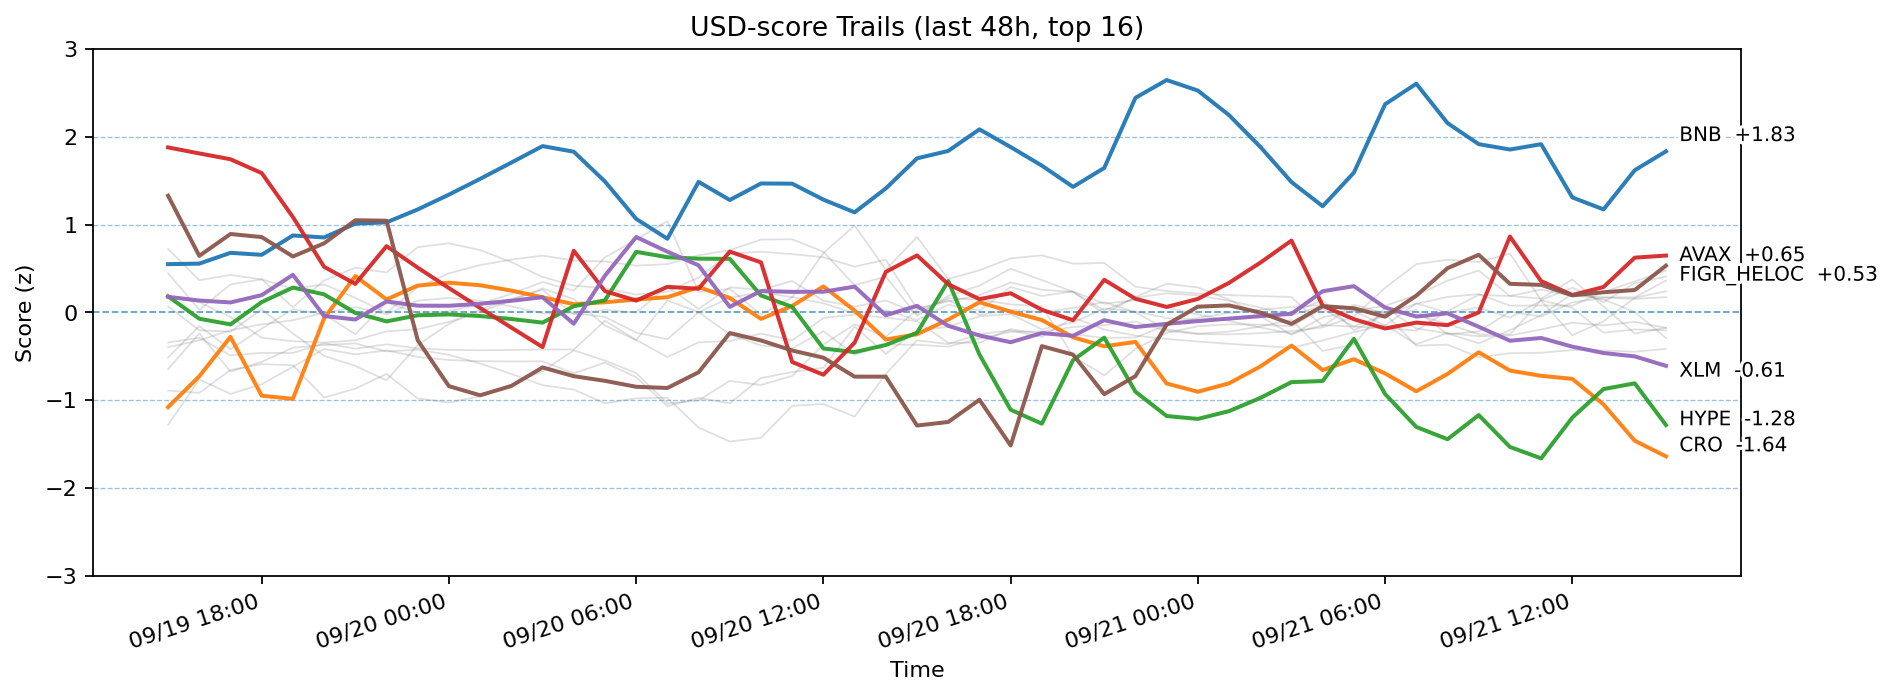 USD-score Trails (last 48h, top 16)
Score (z)
3
2
1
0
−1
−2
−3
BNB +1.83
AVAX +0.65
FIGR_HELOC +0.53
XLM -0.61
HYPE -1.28
CRO -1.64
09/19 18:00
09/20 00:00
09/20 06:00
09/20 12:00
09/20 18:00
09/21 00:00
09/21 06:00
09/21 12:00
Time